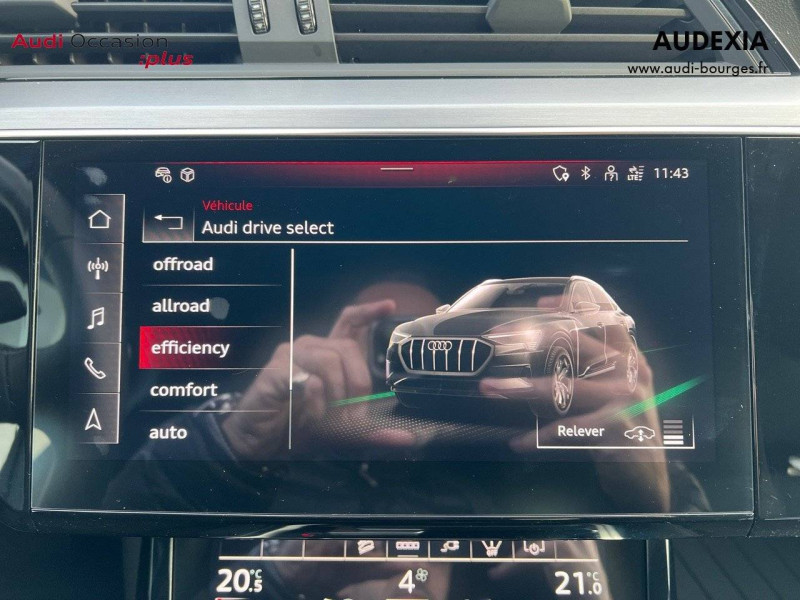 Audi Occasion
:plus
AUDEXIA
www.audi-bourges.fr
LTE
11:43
Véhicule
Audi drive select
offroad
allroad
efficiency
comfort
auto
Relever
20.5°C
4
21.0°C